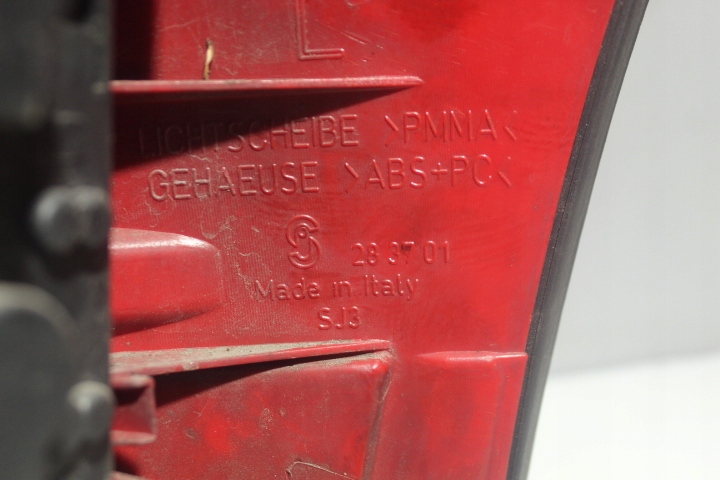 L
LICHTSCHEIBE >PMMA<
GEHAEUSE >ABS+PC<
28 37 01
Made in Italy
SJ3